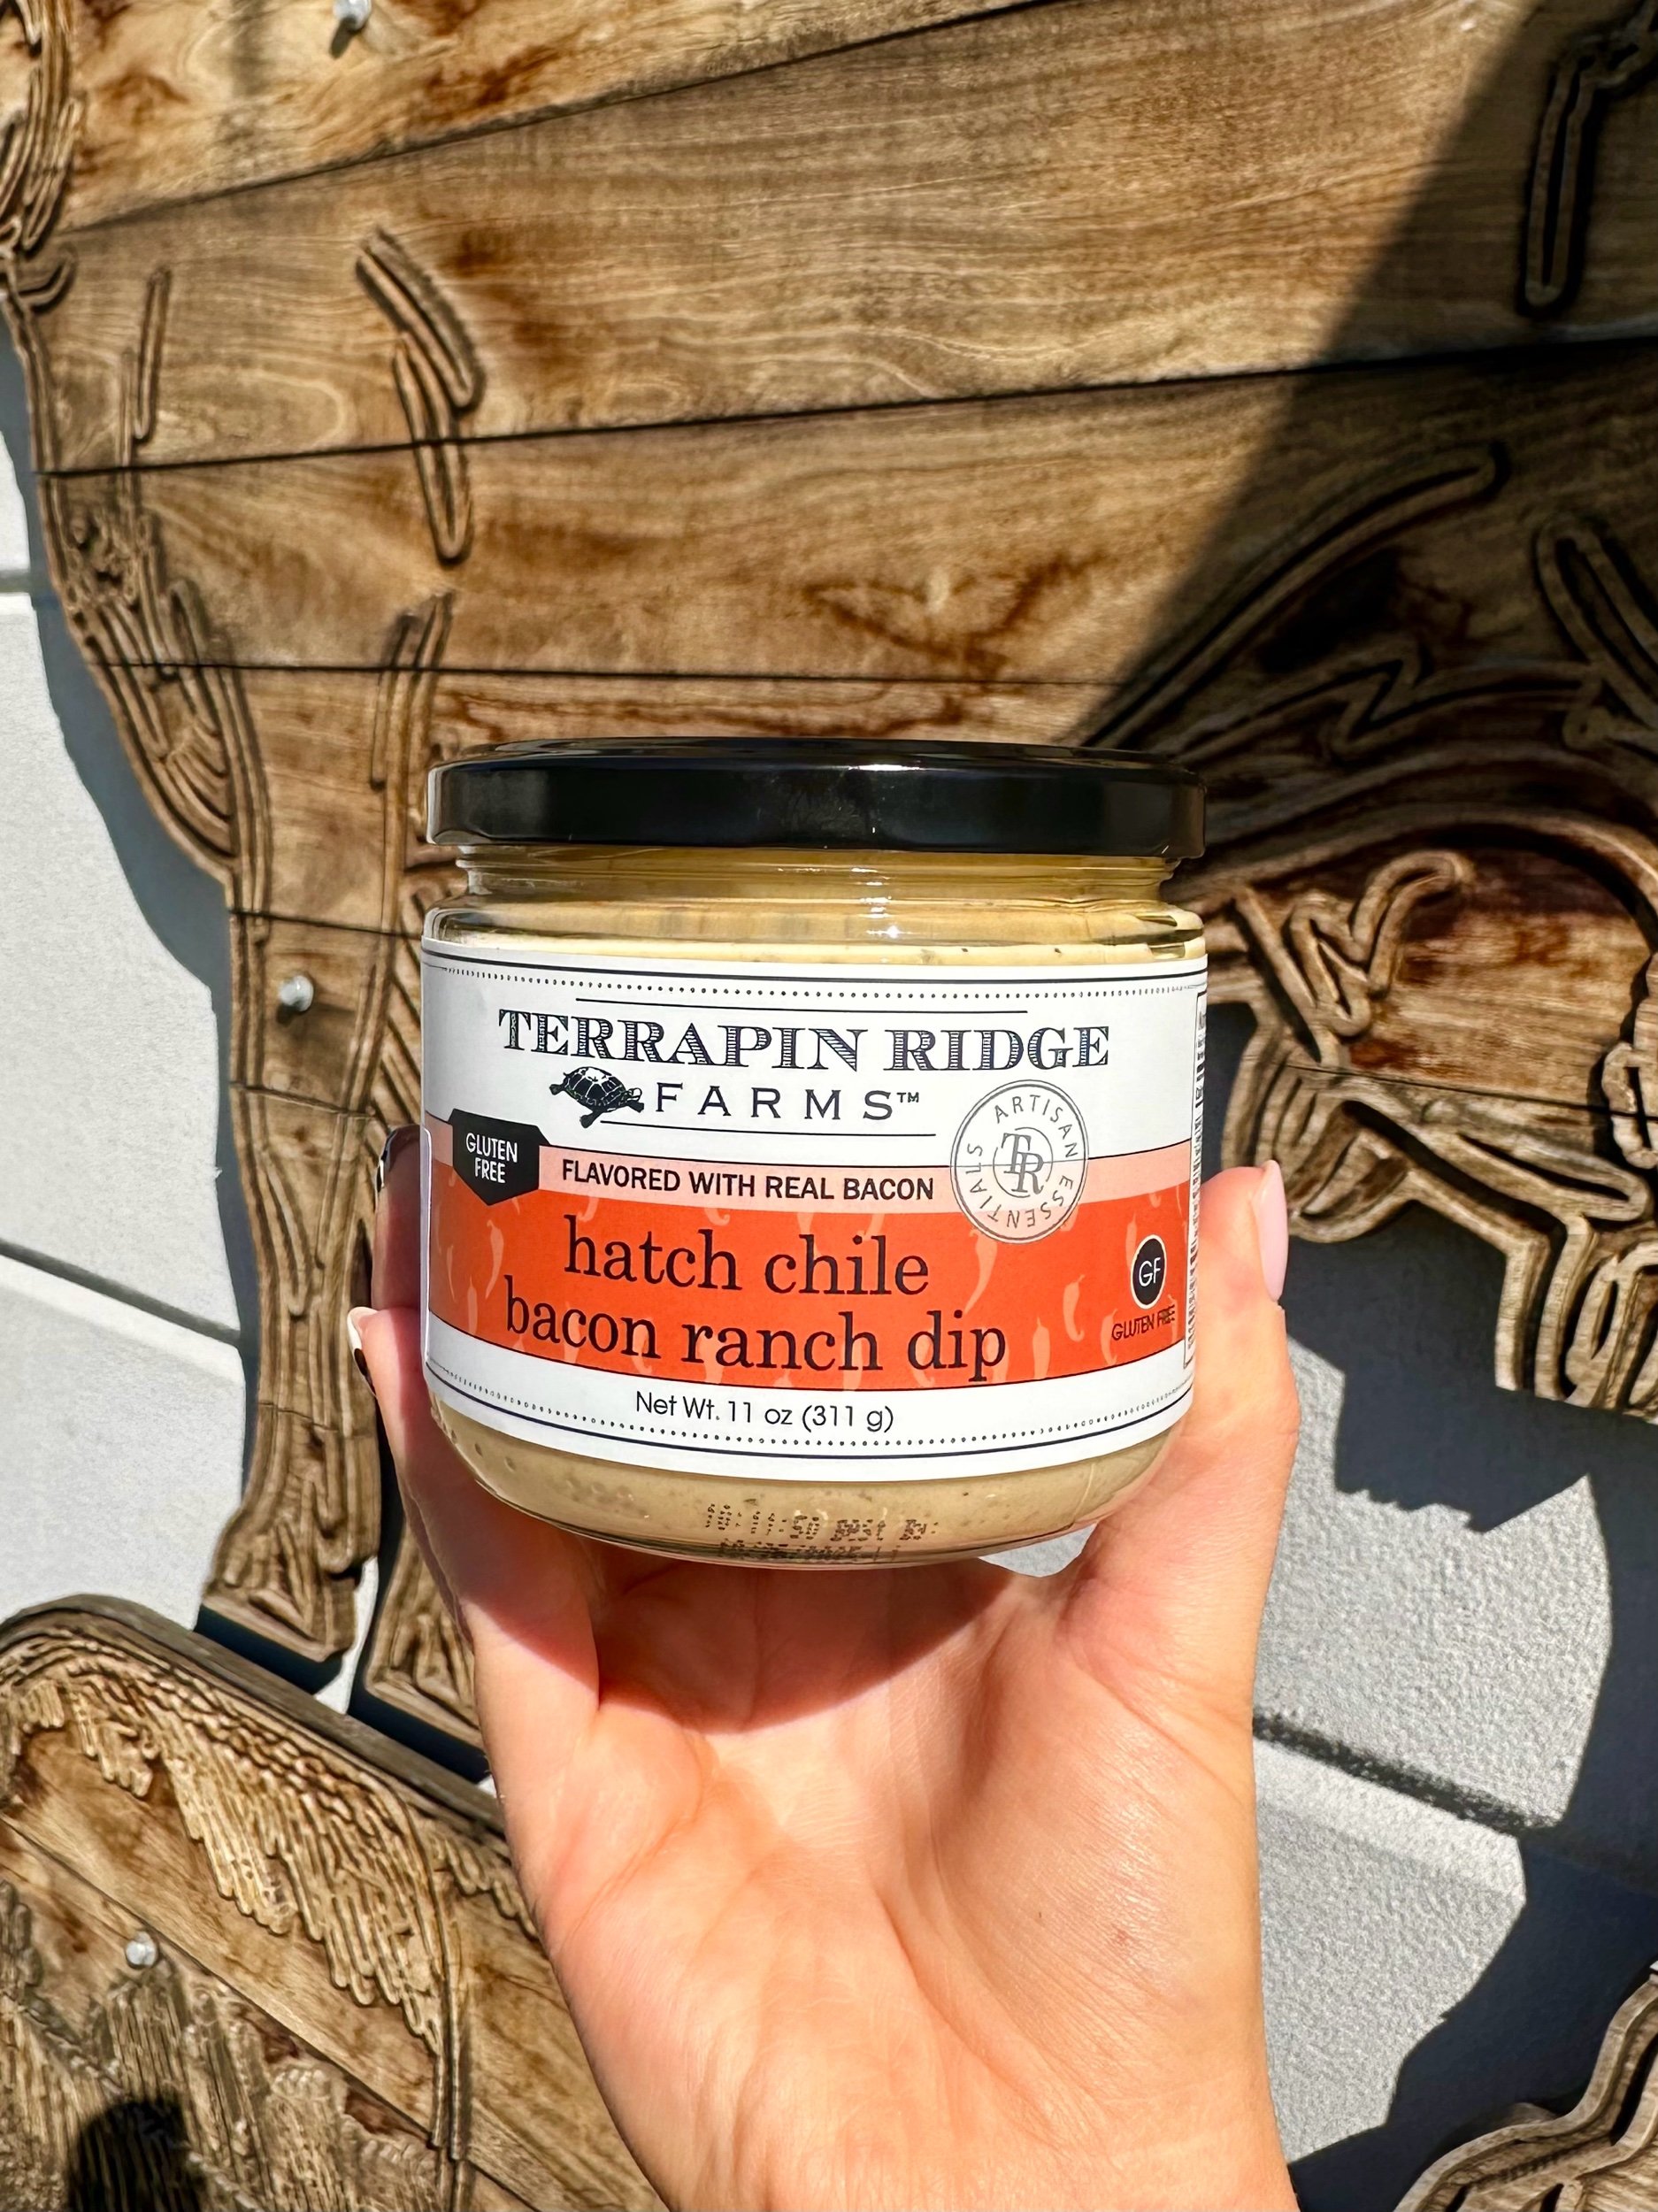 TERRAPIN RIDGE
FARMS™
ARTISAN ESSENTIALS
TR
GLUTEN
FREE
FLAVORED WITH REAL BACON
hatch chile
bacon ranch dip
GF
GLUTEN FREE
Net Wt. 11 oz (311 g)